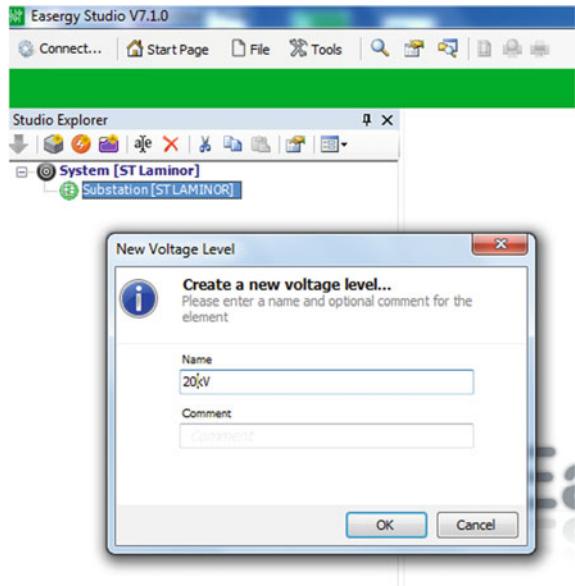 Easergy Studio V7.1.0
Connect... Start Page File Tools
Studio Explorer
System [ST Laminor]
Substation [ST LAMINOR]
New Voltage Level
Create a new voltage level...
Please enter a name and optional comment for the
element
Name
20kV
Comment
Comment
Ea
OK Cancel